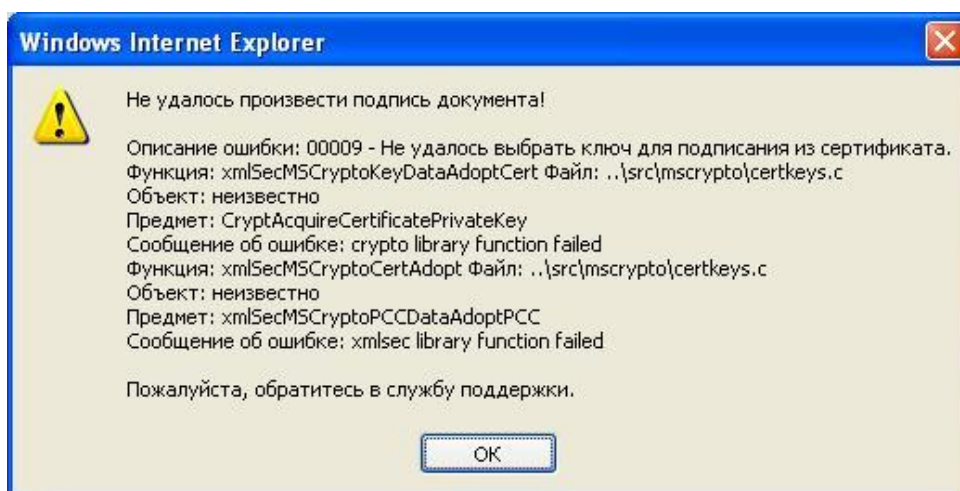 Windows Internet Explorer
Не удалось произвести подпись документа!
Описание ошибки: 00009 - Не удалось выбрать ключ для подписания из сертификата.
Функция: xmlSecMSCryptoKeyDataAdoptCert Файл: ..\src\mscrypto\certkeys.c
Объект: неизвестно
Предмет: CryptAcquireCertificatePrivateKey
Сообщение об ошибке: crypto library function failed
Функция: xmlSecMSCryptoCertAdopt Файл: ..\src\mscrypto\certkeys.c
Объект: неизвестно
Предмет: xmlSecMSCryptoPCCDataAdoptPCC
Сообщение об ошибке: xmlsec library function failed
Пожалуйста, обратитесь в службу поддержки.
ОК